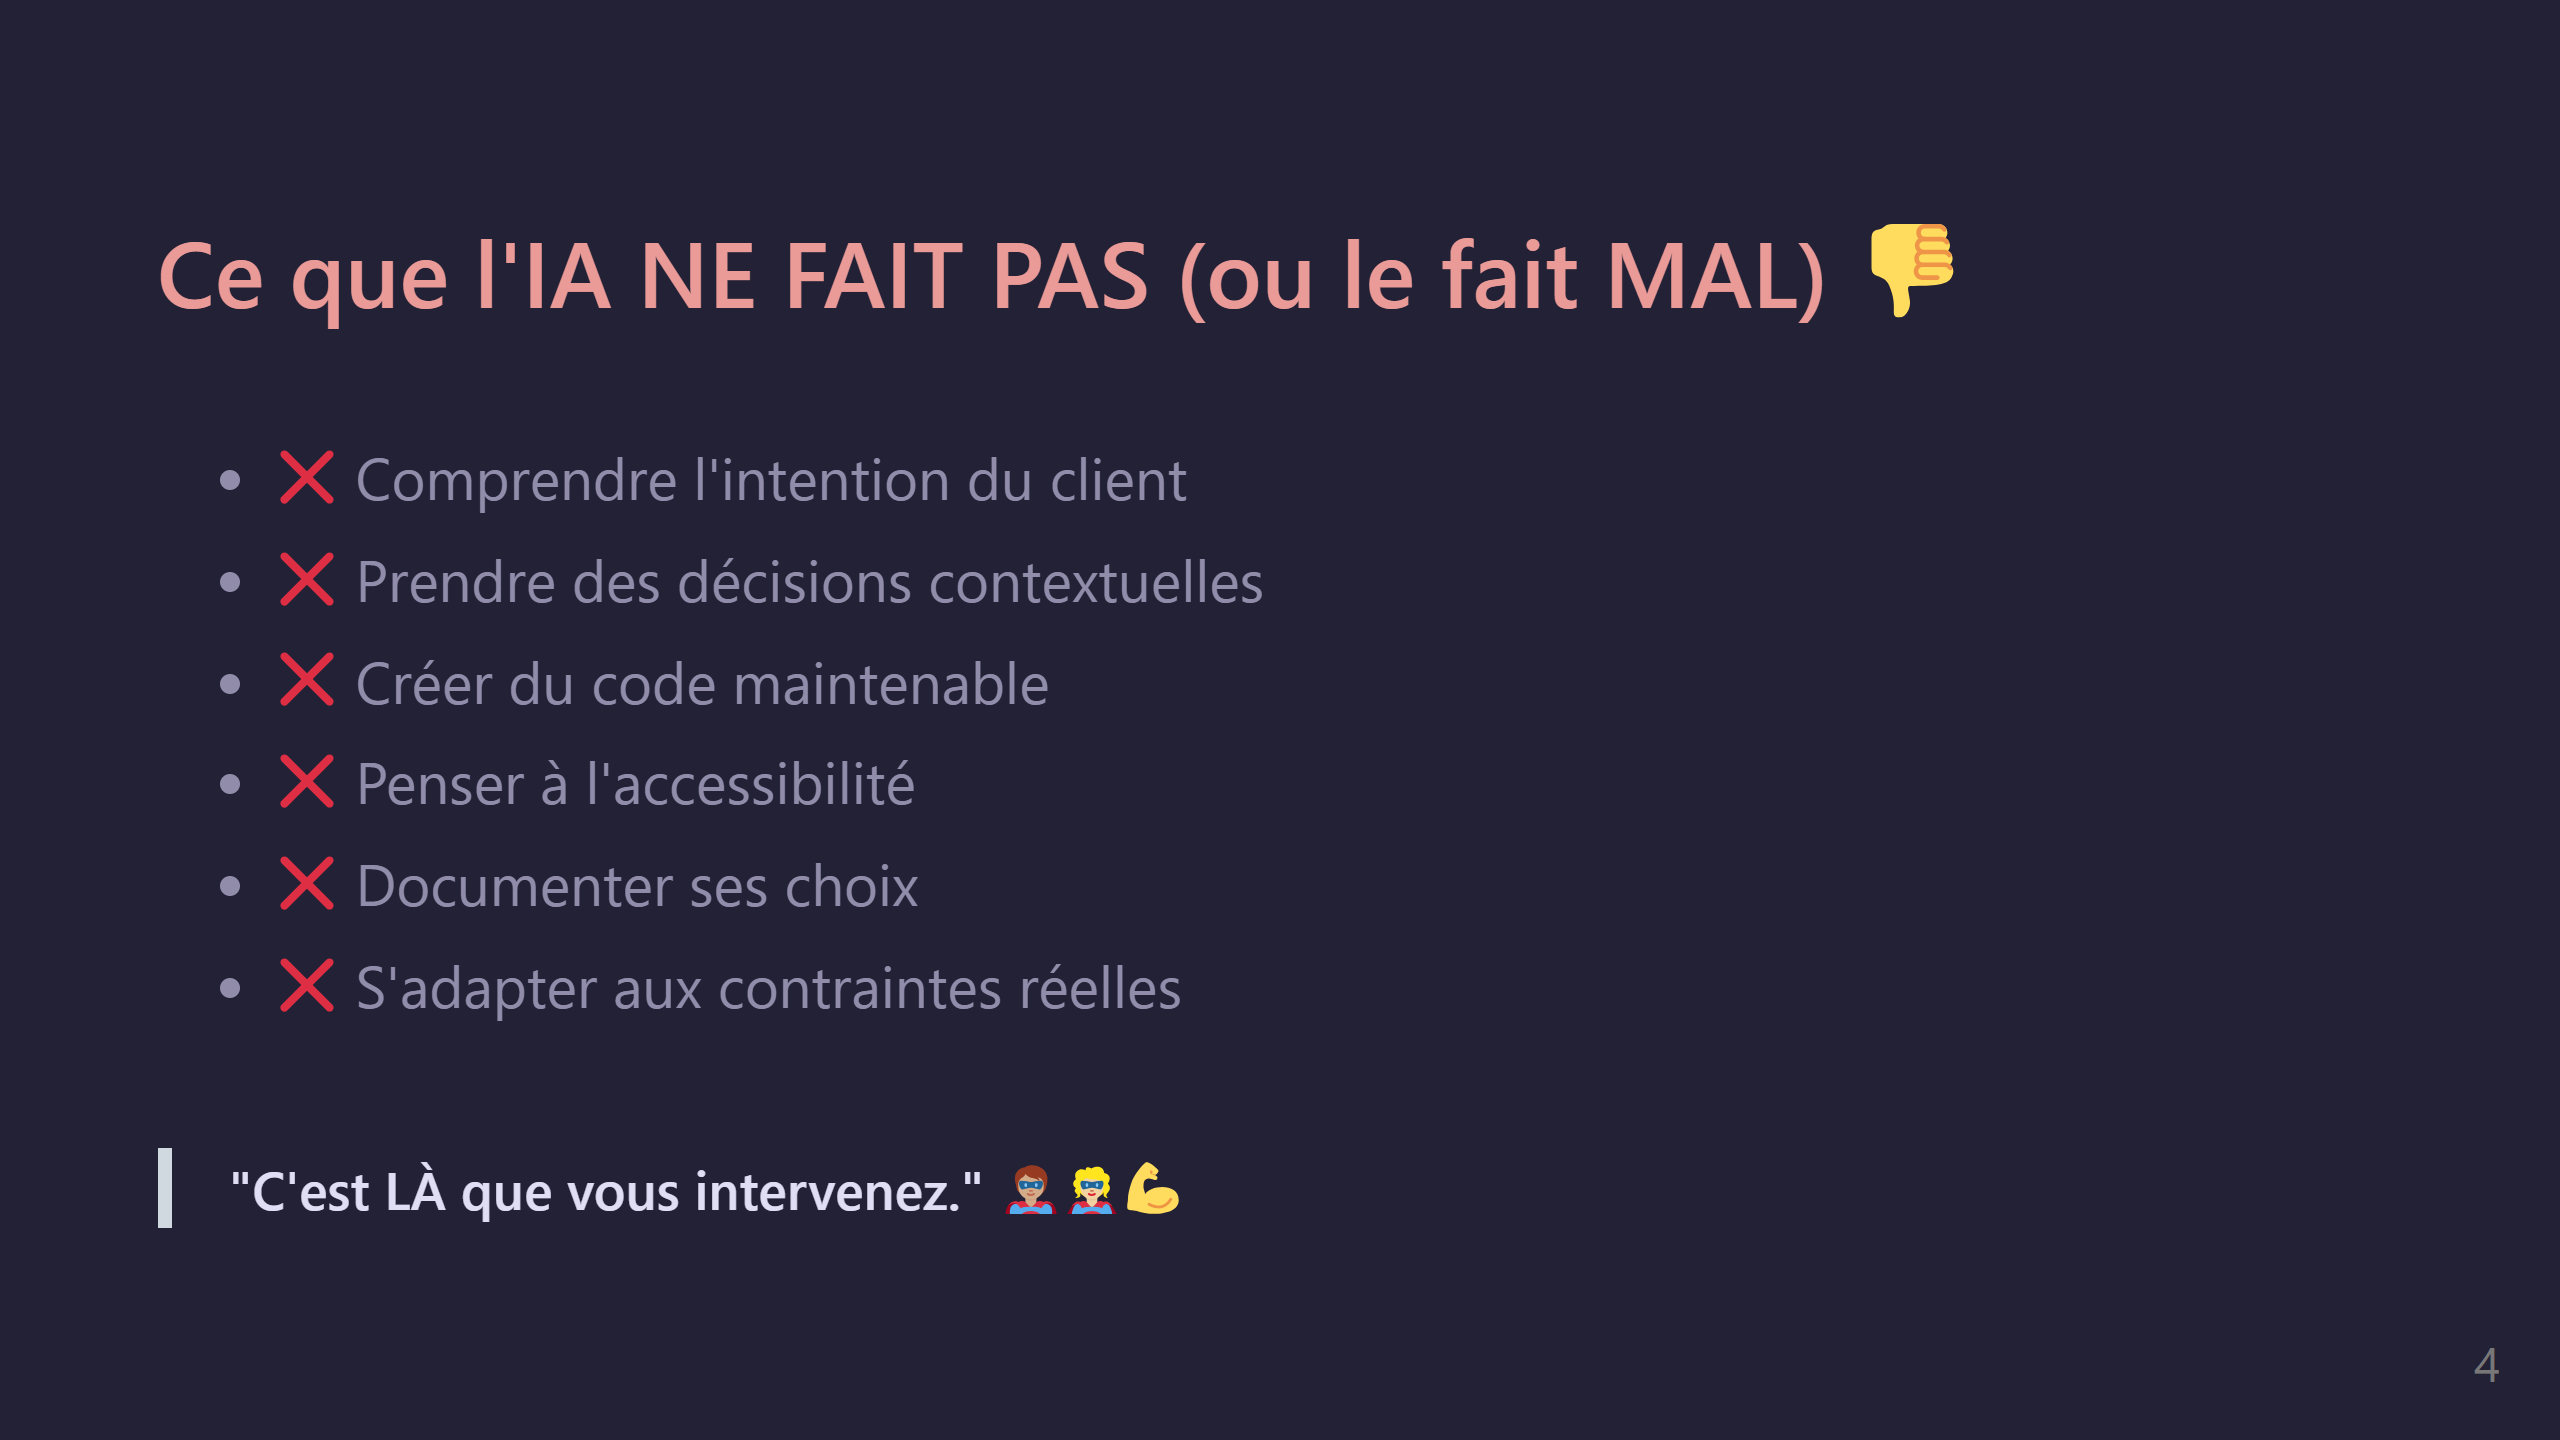 Ce que l'IA NE FAIT PAS (ou le fait MAL) 👎
• ❌ Comprendre l'intention du client
• ❌ Prendre des décisions contextuelles
• ❌ Créer du code maintenable
• ❌ Penser à l'accessibilité
• ❌ Documenter ses choix
• ❌ S'adapter aux contraintes réelles
"C'est LÀ que vous intervenez." 🦸🏽‍♂️🦸🏼‍♀️💪
4